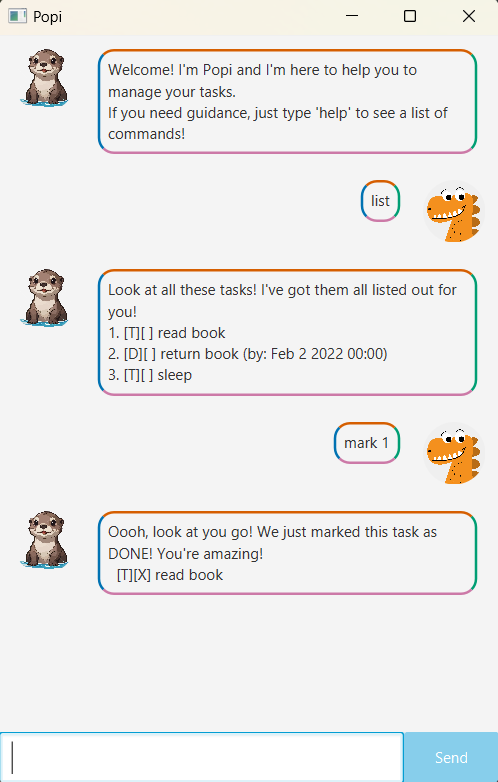 Popi
Welcome! I'm Popi and I'm here to help you to
manage your tasks.
If you need guidance, just type 'help' to see a list of
commands!
list
Look at all these tasks! I've got them all listed out for
you!
1. [T][ ] read book
2. [D][ ] return book (by: Feb 2 2022 00:00)
3. [T][ ] sleep
mark 1
Oooh, look at you go! We just marked this task as
DONE! You're amazing!
[T][X] read book
Send